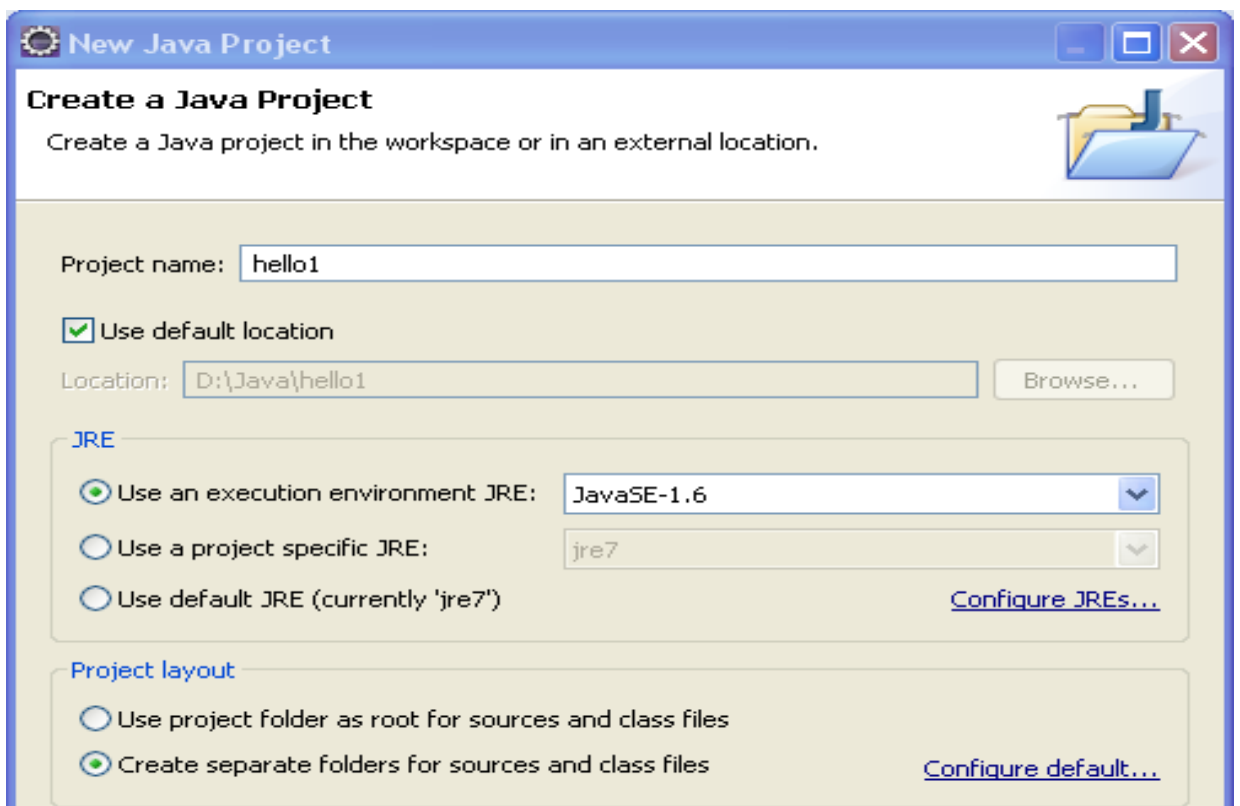 New Java Project
Create a Java Project
Create a Java project in the workspace or in an external location.
Project name: hello1
Use default location
Location: D:\Java\hello1 Browse...
JRE
Use an execution environment JRE: JavaSE-1.6
Use a project specific JRE: jre7
Use default JRE (currently 'jre7') Configure JREs...
Project layout
Use project folder as root for sources and class files
Create separate folders for sources and class files Configure default...